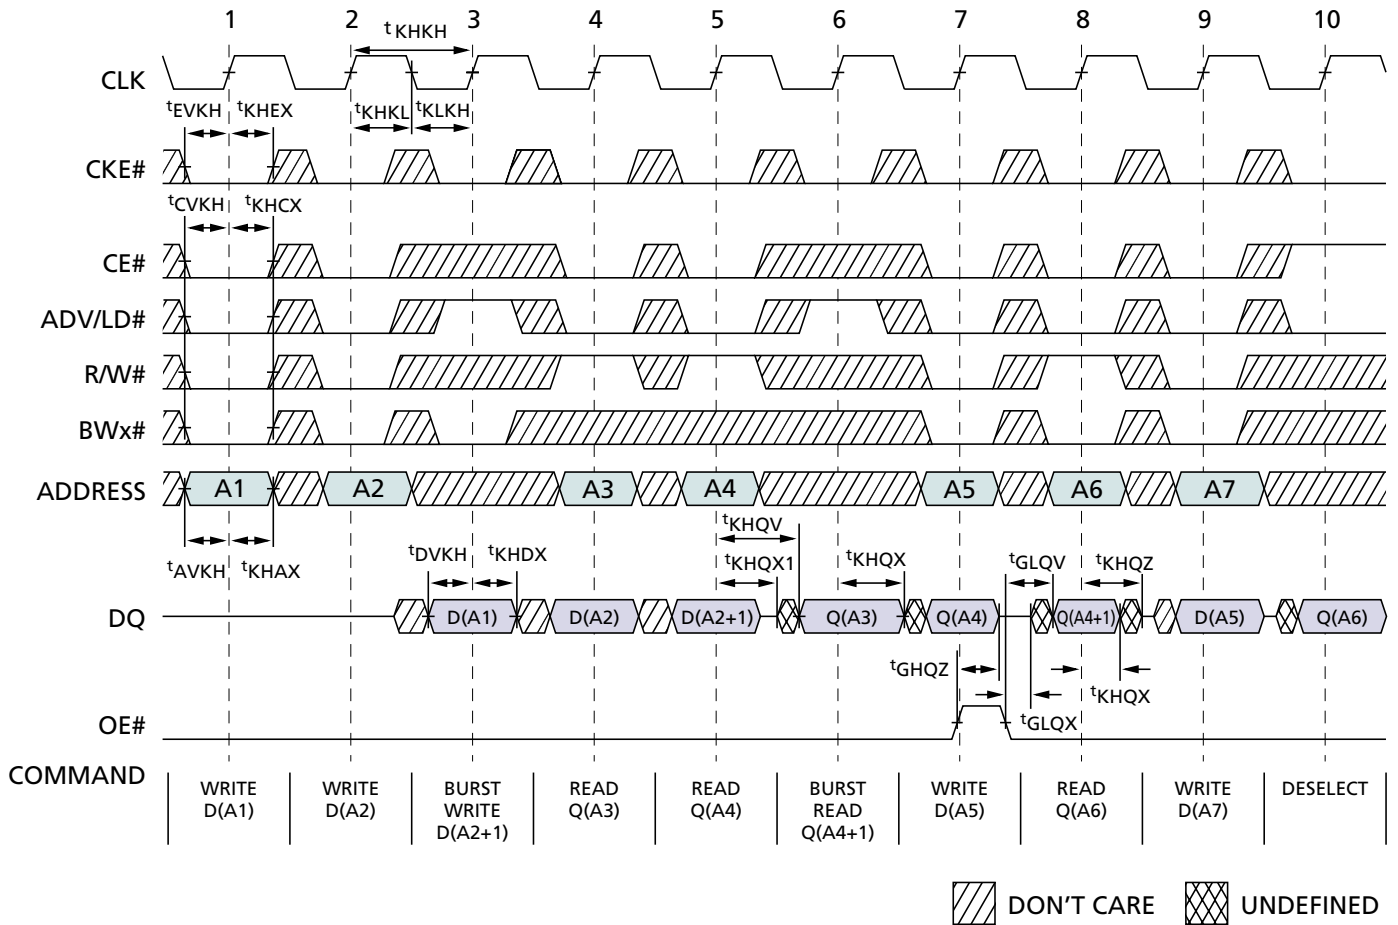 1 2 3 4 5 6 7 8 9 10
tKHKH
CLK
tEVKH tKHEX tKHKL tKLKH
CKE#
tCVKH tKHCX
CE#
ADV/LD#
R/W#
BWx#
ADDRESS A1 A2 A3 A4 A5 A6 A7
tKHQV
tAVKH tKHAX tDVKH tKHDX tKHQX1 tKHQX tGLQV tKHQZ
DQ D(A1) D(A2) D(A2+1) Q(A3) Q(A4) Q(A4+1) D(A5) Q(A6)
tGHQZ tKHQX
OE# tGLQX
COMMAND
WRITE D(A1)
WRITE D(A2)
BURST WRITE D(A2+1)
READ Q(A3)
READ Q(A4)
BURST READ Q(A4+1)
WRITE D(A5)
READ Q(A6)
WRITE D(A7)
DESELECT
DON'T CARE UNDEFINED